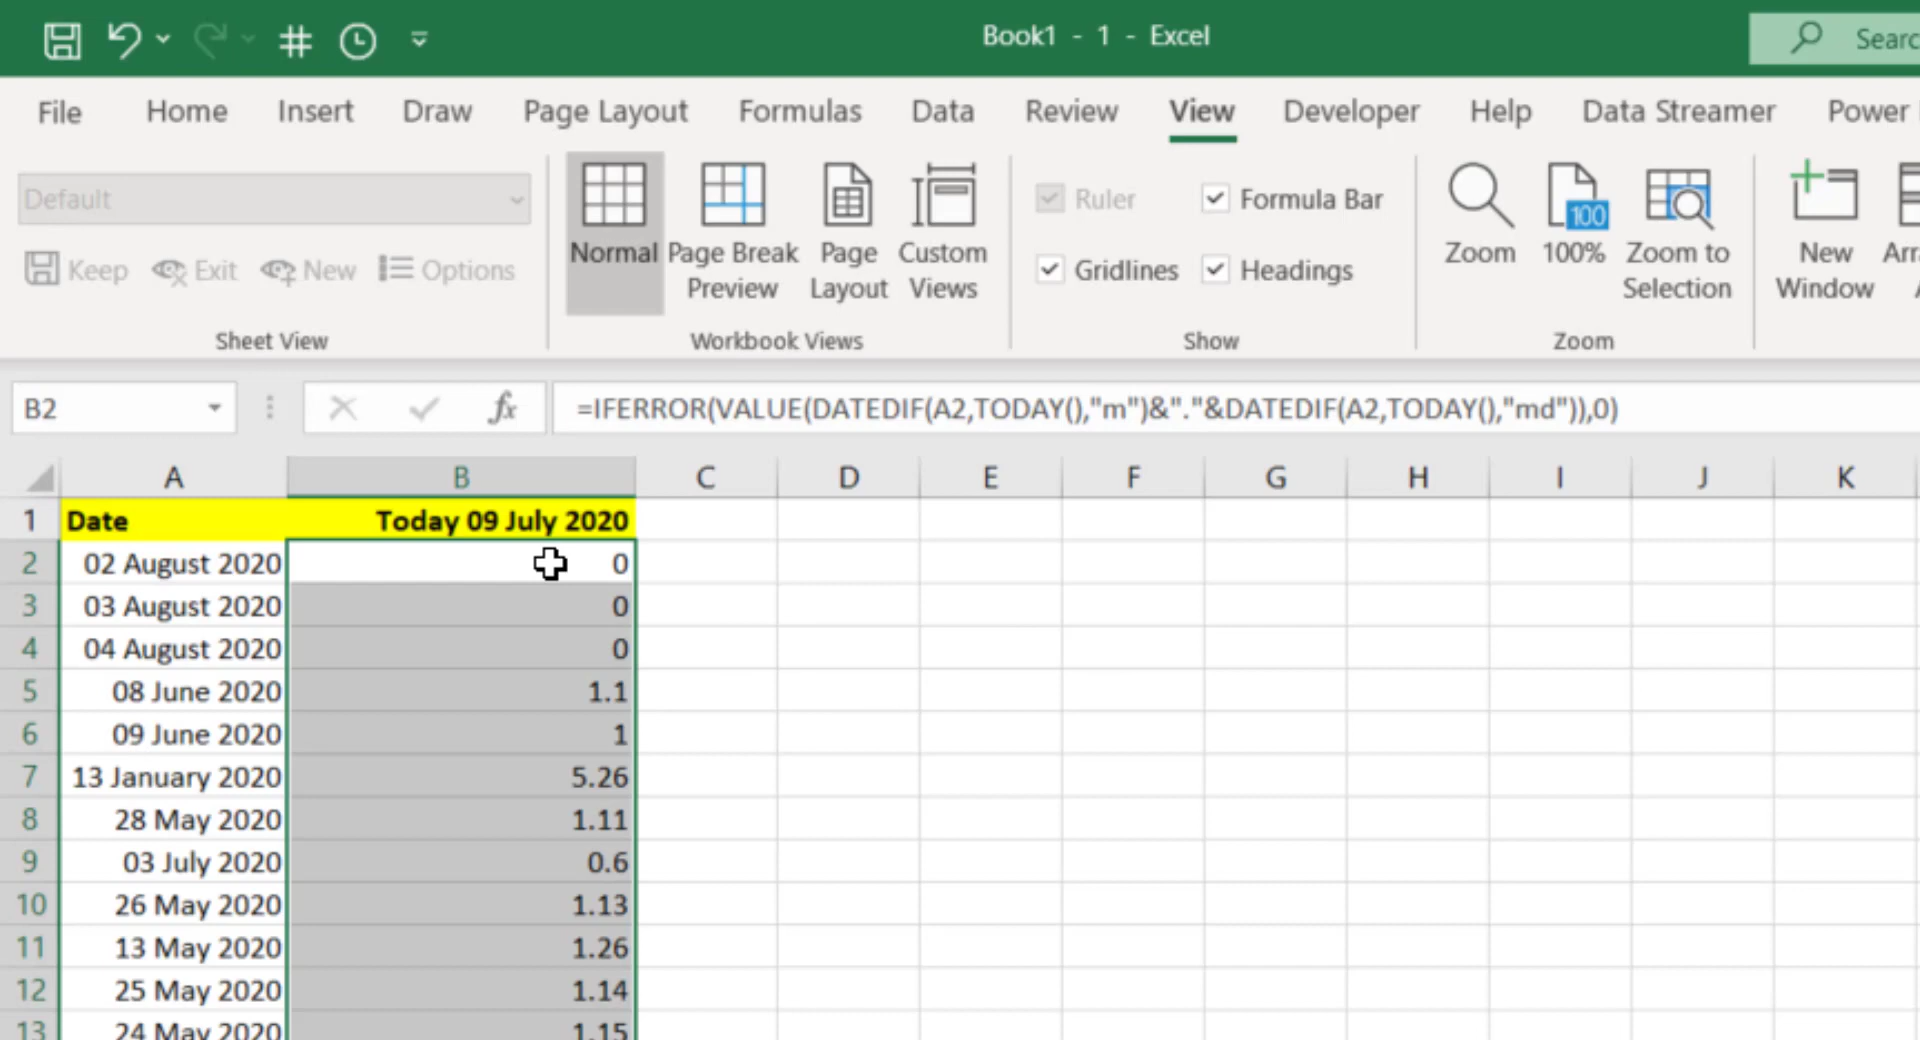 Book1 - 1 - Excel
Searc
File Home Insert Draw Page Layout Formulas Data Review View Developer Help Data Streamer Power
Default
Keep Exit New Options
Sheet View
Normal
Page Break Preview
Page Layout
Custom Views
Workbook Views
Ruler
Formula Bar
Gridlines
Headings
Show
Zoom
100
100%
Zoom to Selection
Zoom
New Window
Arr
B2
fx
=IFERROR(VALUE(DATEDIF(A2,TODAY(),"m")&"."&DATEDIF(A2,TODAY(),"md")),0)
A B C D E F G H I J K
1 Date Today 09 July 2020
2 02 August 2020 0
3 03 August 2020 0
4 04 August 2020 0
5 08 June 2020 1.1
6 09 June 2020 1
7 13 January 2020 5.26
8 28 May 2020 1.11
9 03 July 2020 0.6
10 26 May 2020 1.13
11 13 May 2020 1.26
12 25 May 2020 1.14
13 24 May 2020 1.15